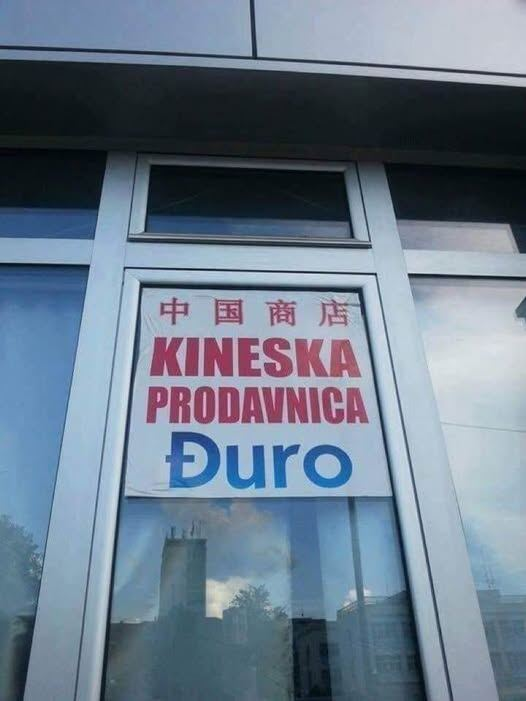 中国商店
KINESKA
PRODAVNICA
Đuro